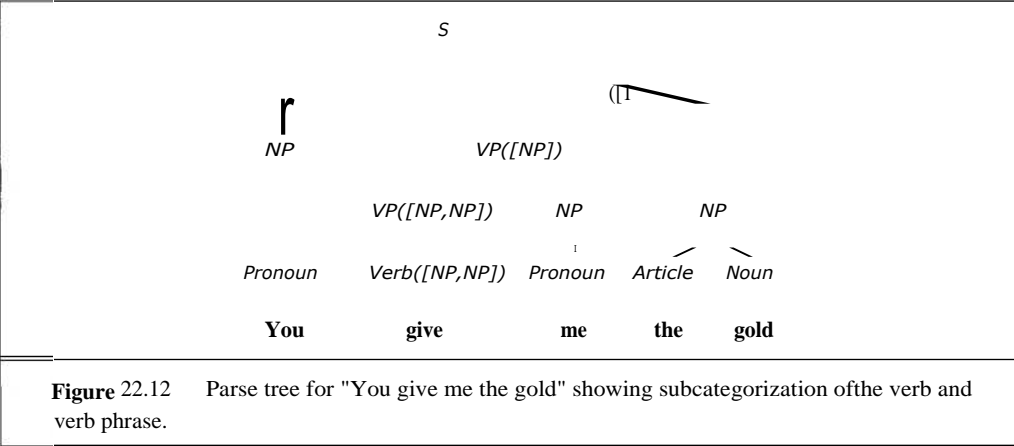 S
([1
r
NP VP([NP])
VP([NP,NP]) NP NP
I
Pronoun Verb([NP,NP]) Pronoun Article Noun
You give me the gold
Figure 22.12 Parse tree for "You give me the gold" showing subcategorization ofthe verb and
verb phrase.